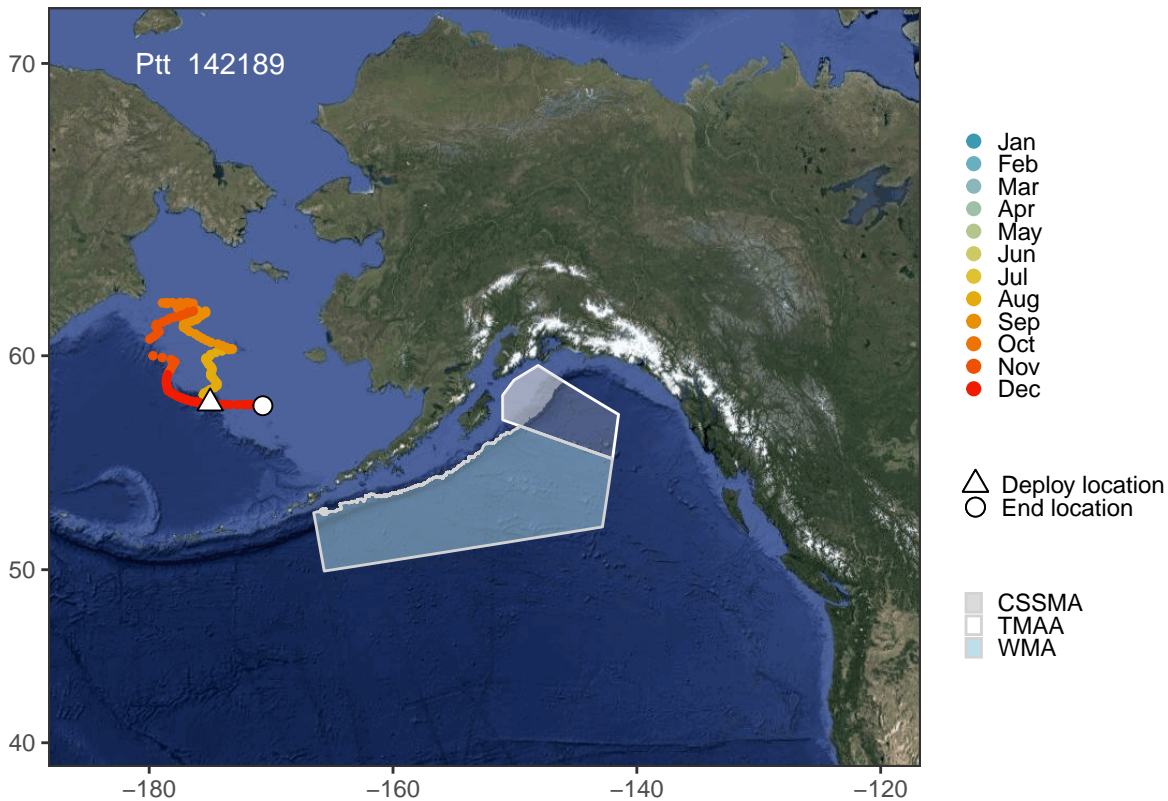 Ptt 142189
70
60
50
40
−180
−160
−140
−120
Jan
Feb
Mar
Apr
May
Jun
Jul
Aug
Sep
Oct
Nov
Dec
Deploy location
End location
CSSMA
TMAA
WMA